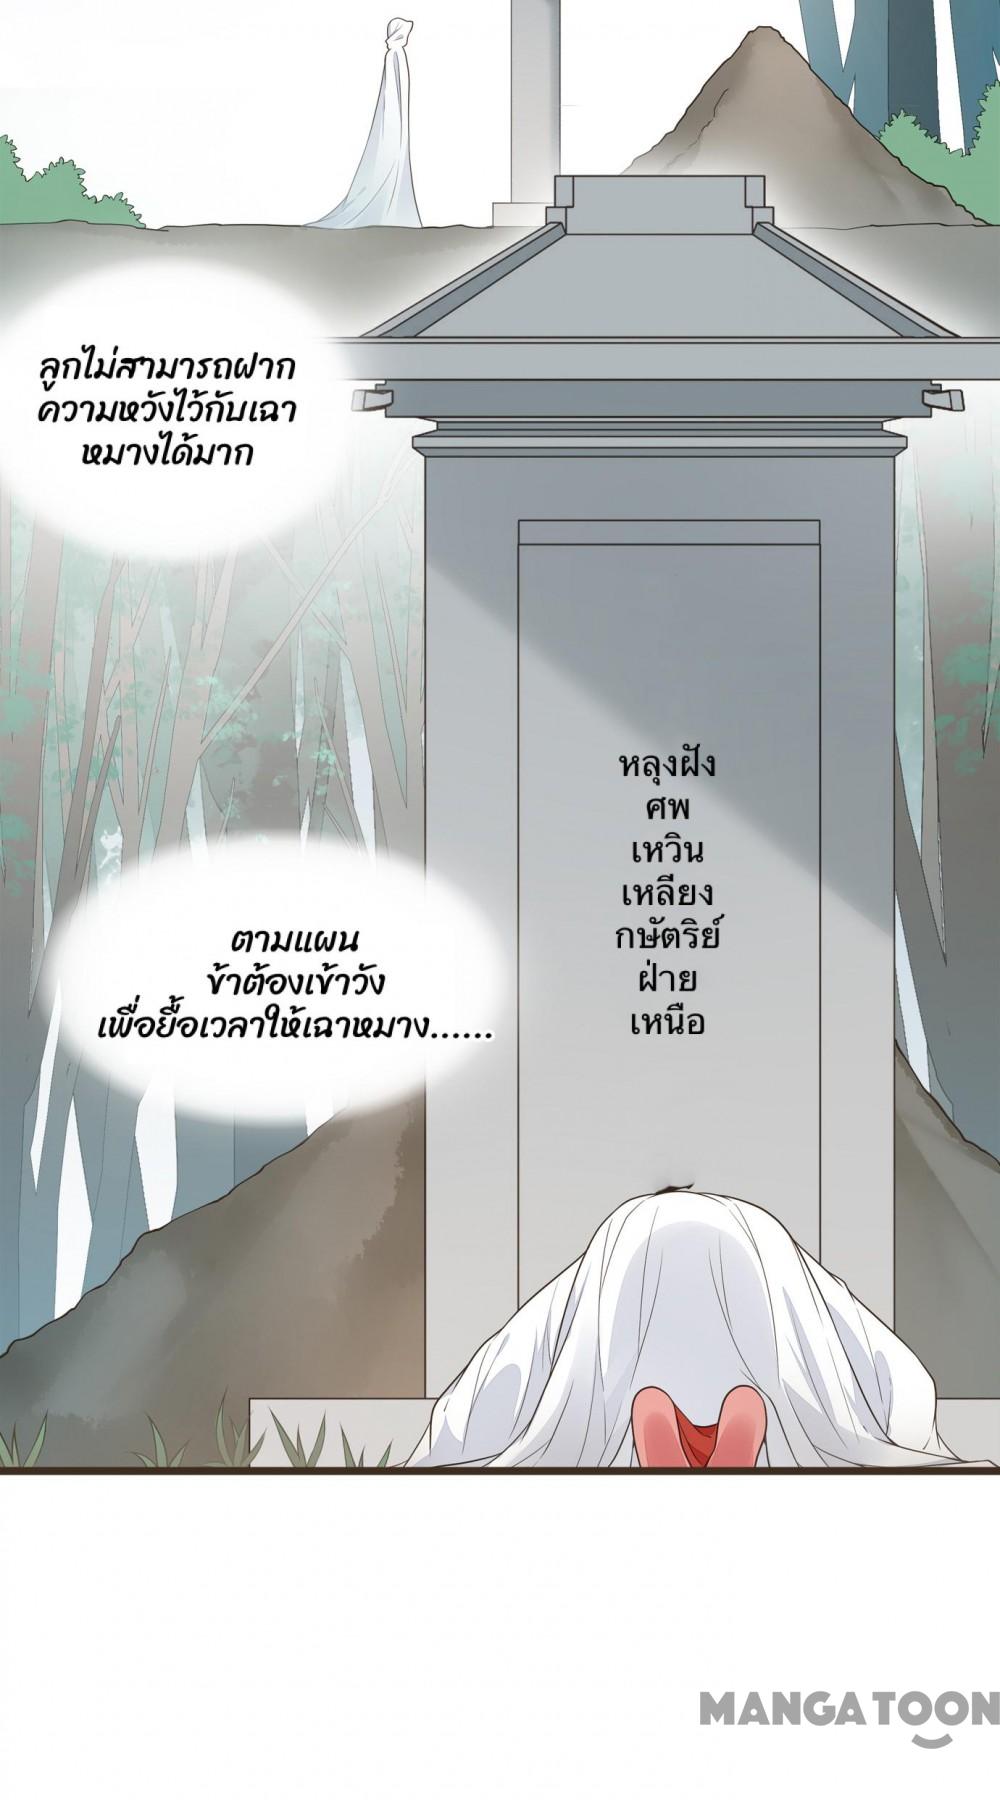 ลูกไม่สามารถฝาก
ความหวังไว้กับเฉา
หมางได้มาก
หลุงฝัง
ศพ
เหวิน
เหลียง
กษัตริย์
ฝ่าย
เหนือ
ตามแผน
ข้าต้องเข้าวัง
เพื่อยื้อเวลาให้เฉาหมาง......
MANGATOON